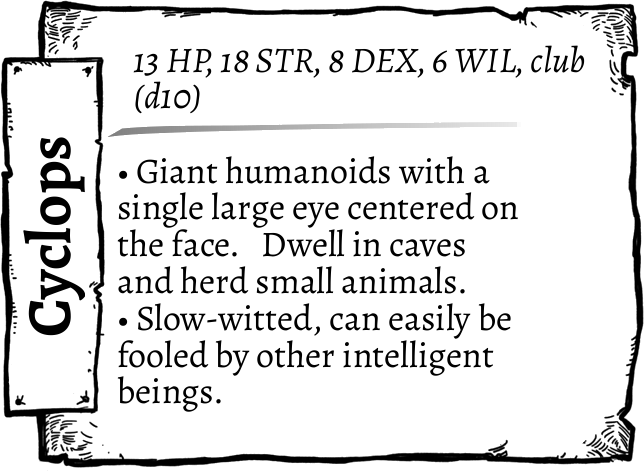 Cyclops
13 HP, 18 STR, 8 DEX, 6 WIL, club
(d10)
• Giant humanoids with a
single large eye centered on
the face.   Dwell in caves
and herd small animals.
• Slow-witted, can easily be
fooled by other intelligent
beings.